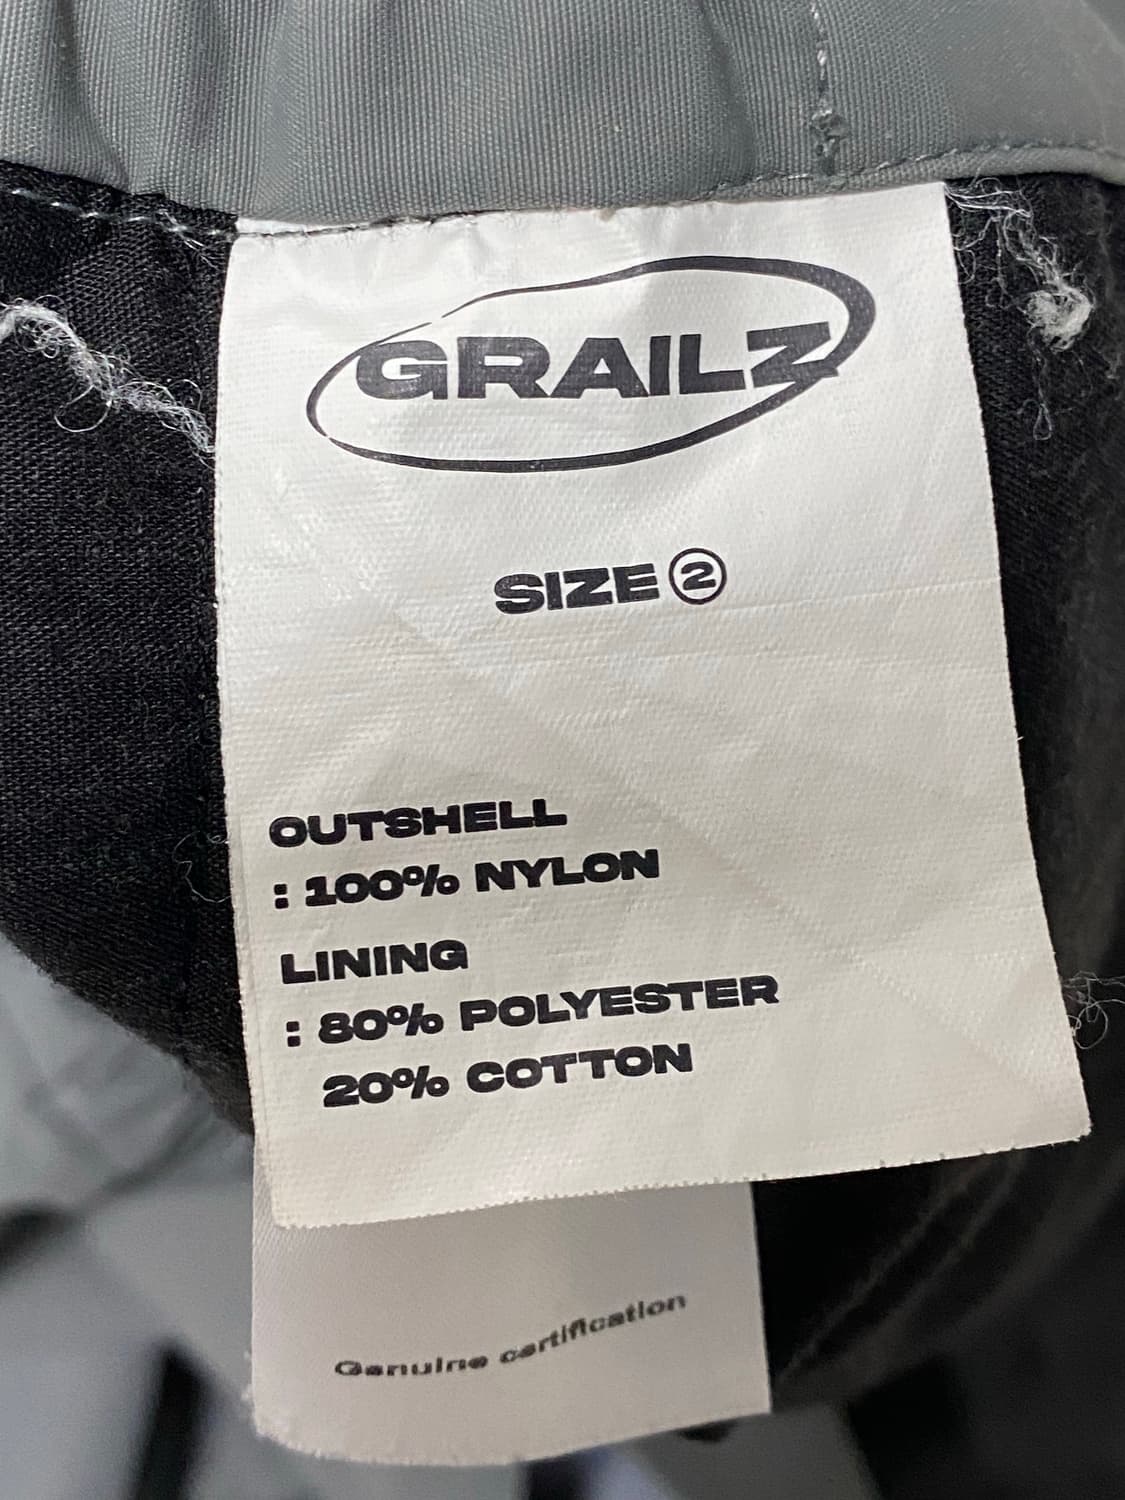 GRAILZ
SIZE ②
OUTSHELL
: 100% NYLON
LINING
: 80% POLYESTER
20% COTTON
Genuine certification